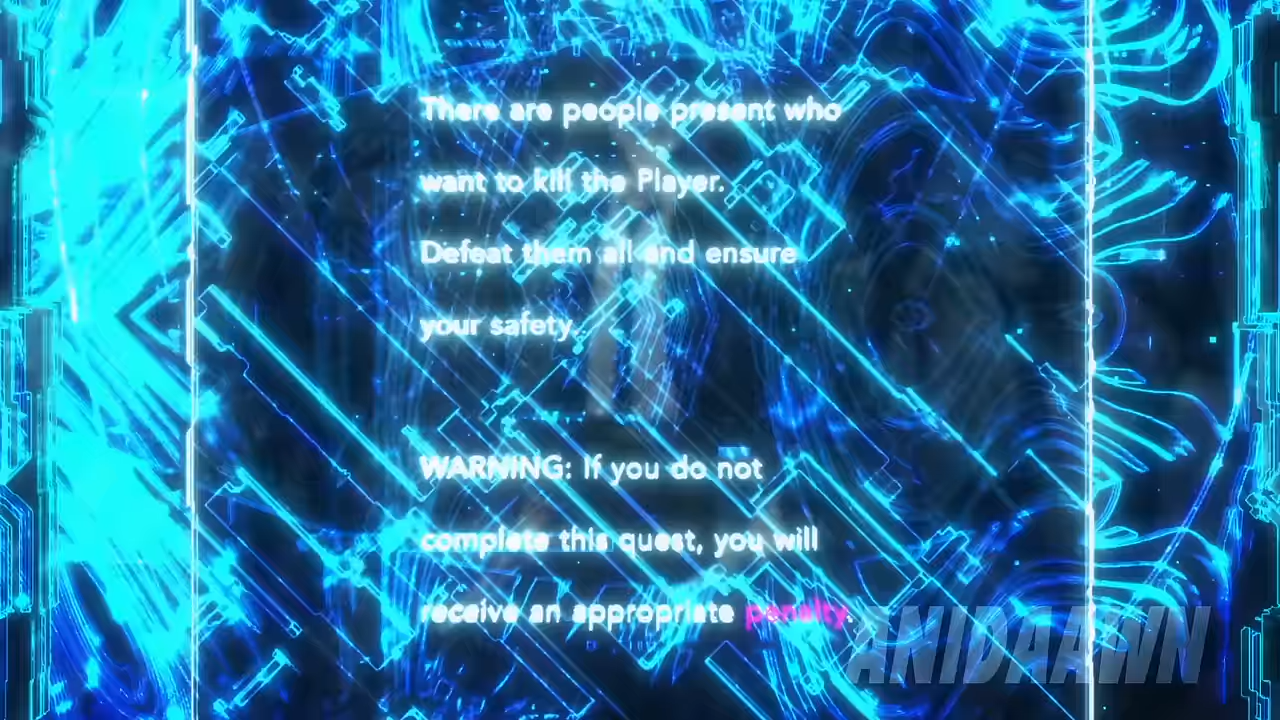 There are people present who
want to kill the Player.
Defeat them all and ensure
your safety.
WARNING: If you do not
complete this quest, you will
receive an appropriate penalty.
ANIDAAWN